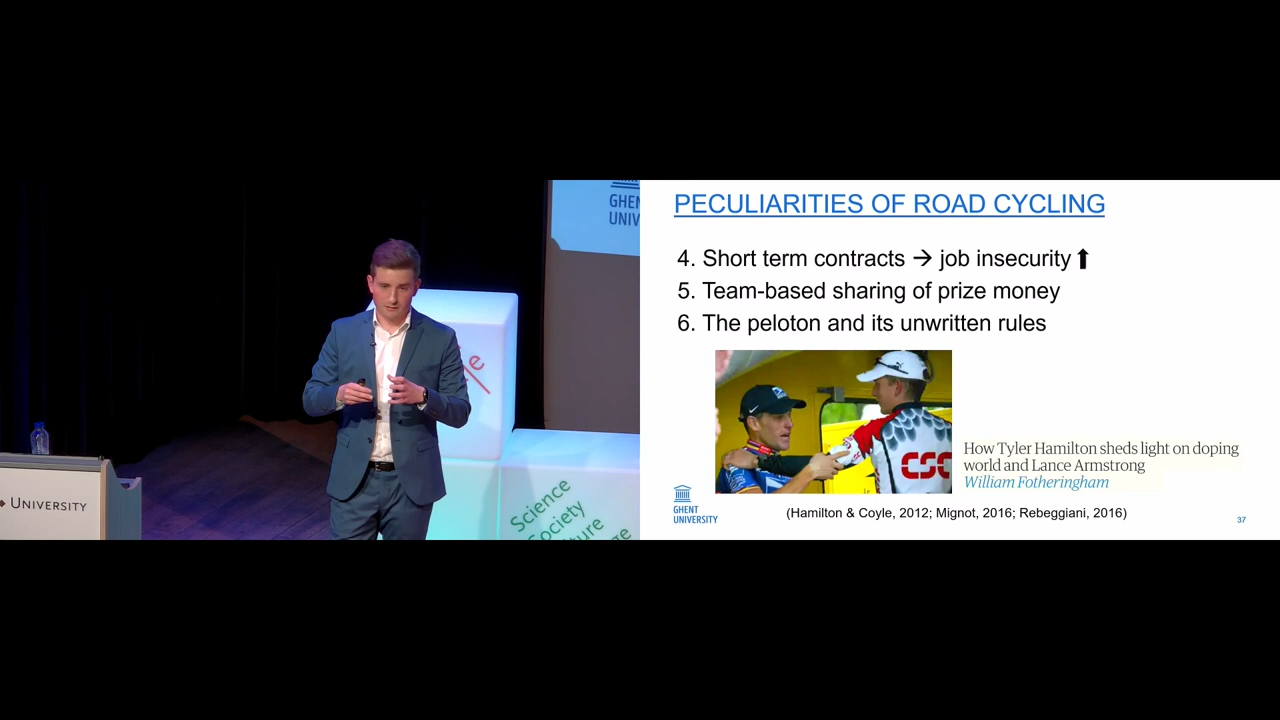 GHEN
UNIV
UNIVERSITY
Science
Society
PECULIARITIES OF ROAD CYCLING
4. Short term contracts → job insecurity ⬆
5. Team-based sharing of prize money
6. The peloton and its unwritten rules
CSC
How Tyler Hamilton sheds light on doping
world and Lance Armstrong
William Fotheringham
GHENT
UNIVERSITY
(Hamilton & Coyle, 2012; Mignot, 2016; Rebeggiani, 2016)
37